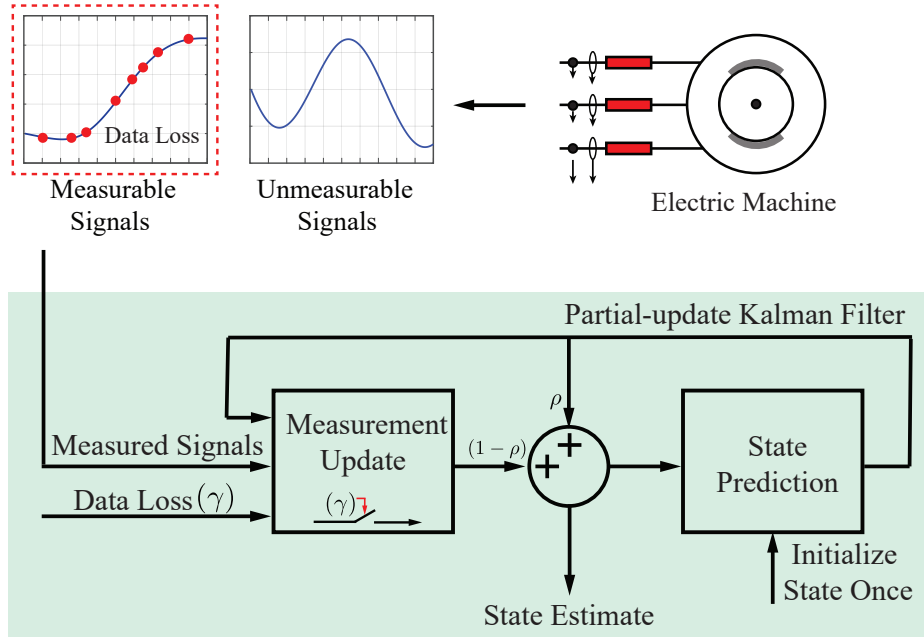 Data Loss
Measurable
Signals
Unmeasurable
Signals
Electric Machine
Partial-update Kalman Filter
Measured Signals
Data Loss (γ)
Measurement
Update
(γ)
(1 − ρ)
ρ
+
+
State
Prediction
Initialize
State Once
State Estimate